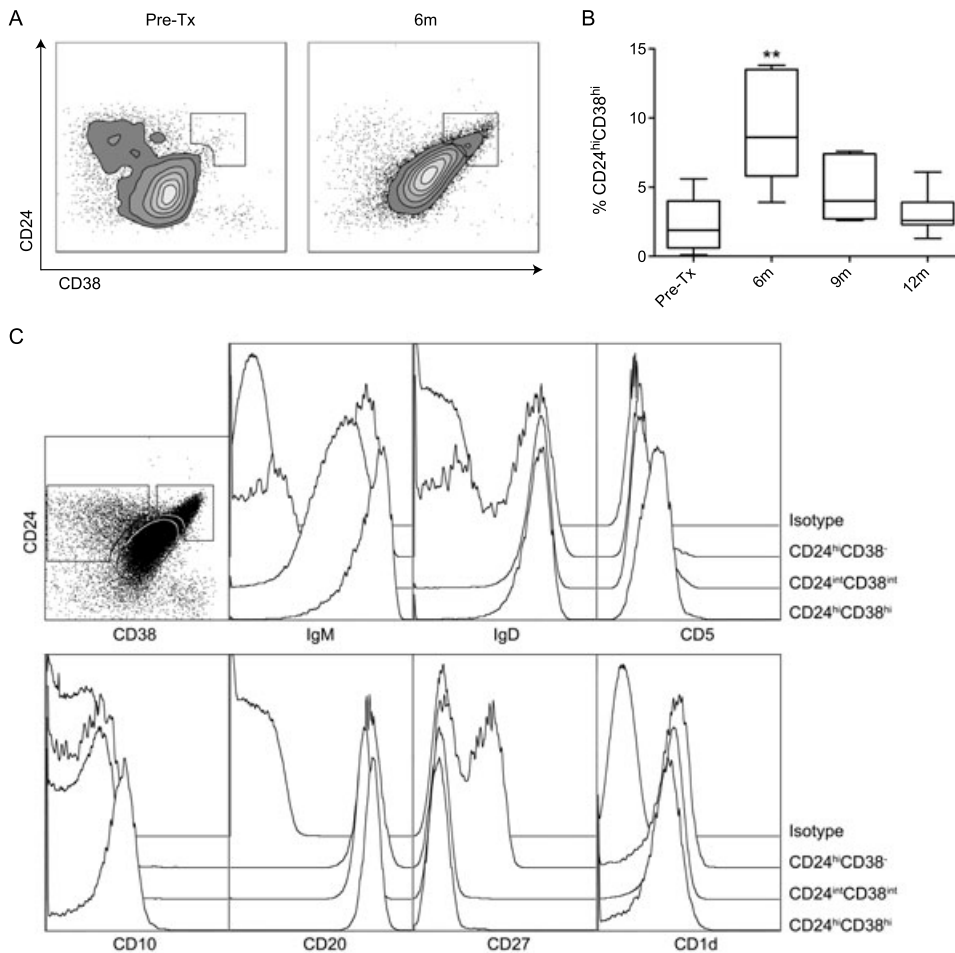 A
Pre-Tx
6m
CD24
CD38
B
% CD24hiCD38hi
15
10
5
0
**
Pre-Tx
6m
9m
12m
C
CD24
CD38
IgM
IgD
CD5
Isotype
CD24hiCD38-
CD24intCD38int
CD24hiCD38hi
CD10
CD20
CD27
CD1d
Isotype
CD24hiCD38-
CD24intCD38int
CD24hiCD38hi